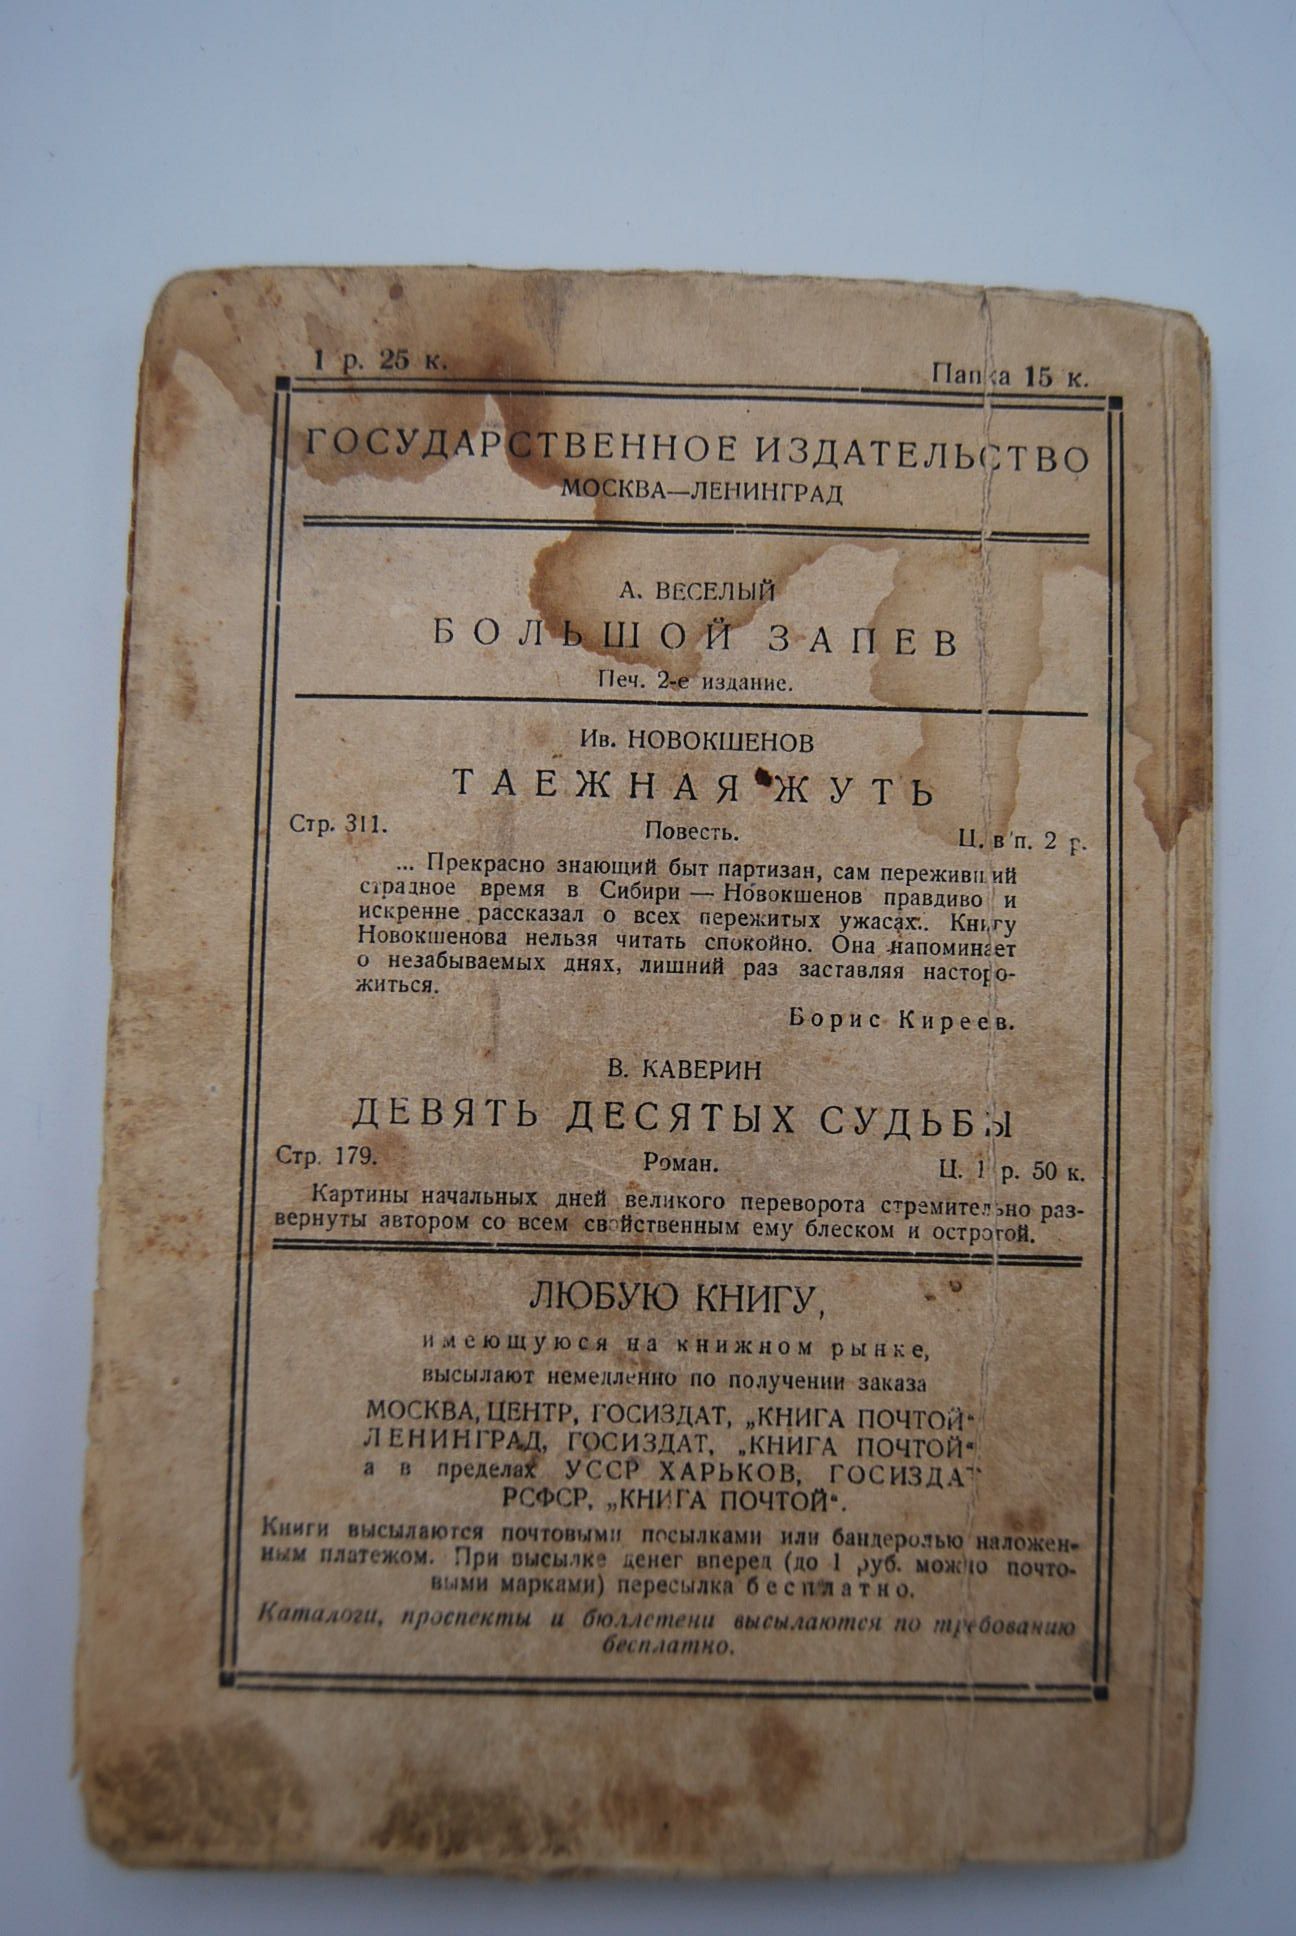 1 р. 25 к. Папка 15 к.
ГОСУДАРСТВЕННОЕ ИЗДАТЕЛЬСТВО
МОСКВА—ЛЕНИНГРАД
А. ВЕСЕЛЫЙ
БОЛЬШОЙ ЗАПЕВ
Печ. 2-е издание.
Ив. НОВОКШЕНОВ
ТАЕЖНАЯ ЖУТЬ
Стр. 311. Повесть. Ц. в п. 2 р.
... Прекрасно знающий быт партизан, сам переживший
страдное время в Сибири — Новокшенов правдиво и
искренне рассказал о всех пережитых ужасах.. Книгу
Новокшенова нельзя читать спокойно. Она напоминает
о незабываемых днях, лишний раз заставляя насторо-
житься.
Борис Киреев.
В. КАВЕРИН
ДЕВЯТЬ ДЕСЯТЫХ СУДЬБЫ
Стр. 179. Роман. Ц. 1 р. 50 к.
Картины начальных дней великого переворота стремительно раз-
вернуты автором со всем свойственным ему блеском и остротой.
ЛЮБУЮ КНИГУ,
имеющуюся на книжном рынке,
высылают немедленно по получении заказа
МОСКВА, ЦЕНТР, ГОСИЗДАТ, „КНИГА ПОЧТОЙ“
ЛЕНИНГРАД, ГОСИЗДАТ, „КНИГА ПОЧТОЙ“
а в пределах УССР ХАРЬКОВ, ГОСИЗДАТ
РСФСР, „КНИГА ПОЧТОЙ“.
Книги высылаются почтовыми посылками или бандеролью наложен-
ным платежом. При высылке денег вперед (до 1 руб. можно почто-
выми марками) пересылка бесплатно.
Каталоги, проспекты и бюллетени высылаются по требованию
бесплатно.